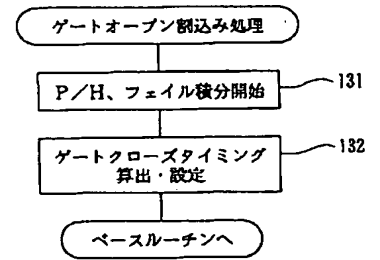 ゲートオープン割込み処理
P/H、フェイル積分開始
131
ゲートクローズタイミング
算出・設定
132
ベースルーチンへ